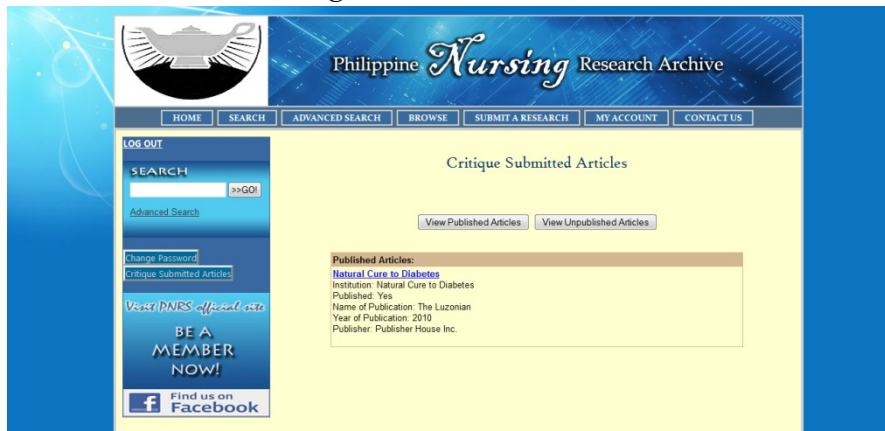 Philippine Nursing Research Archive
HOME SEARCH ADVANCED SEARCH BROWSE SUBMIT A RESEARCH MY ACCOUNT CONTACT US
LOG OUT
SEARCH
>>GO!
Advanced Search
Change Password
Critique Submitted Articles
Visit PNRS official site
BE A
MEMBER
NOW!
f Find us on
Facebook
Critique Submitted Articles
View Published Articles View Unpublished Articles
Published Articles:
Natural Cure to Diabetes
Institution: Natural Cure to Diabetes
Published: Yes
Name of Publication: The Luzonian
Year of Publication: 2010
Publisher: Publisher House Inc.